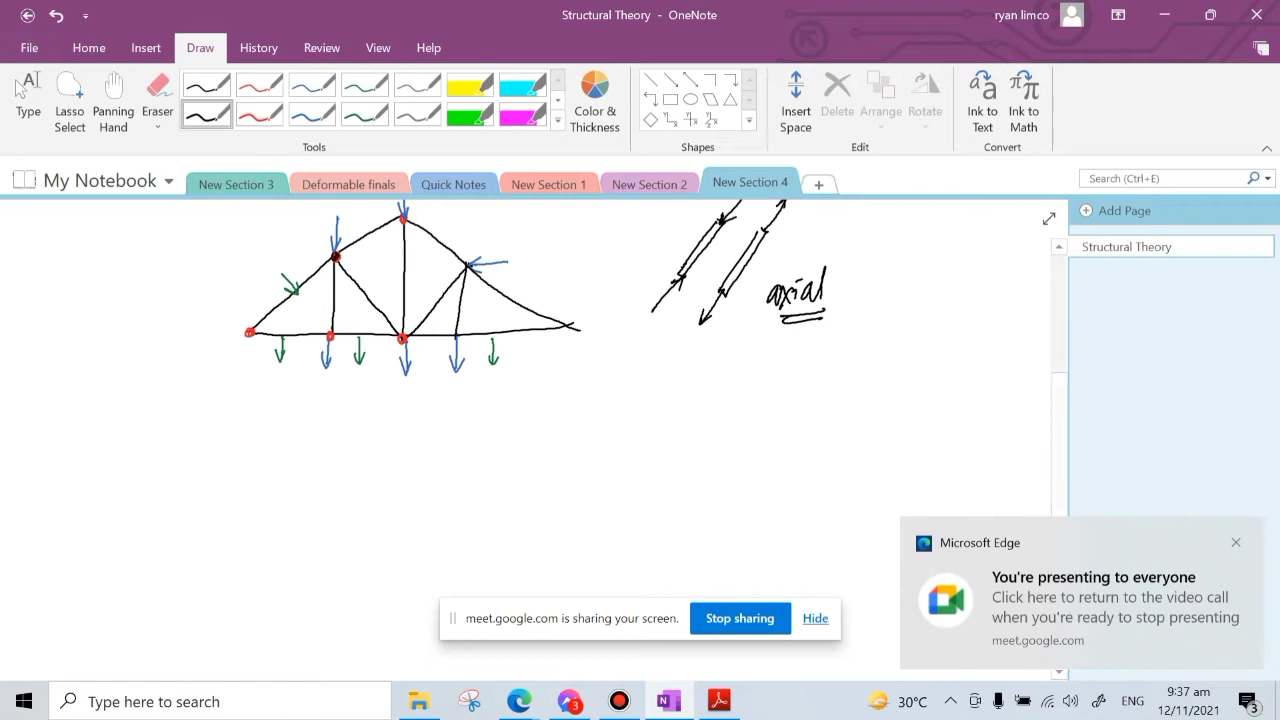 Structural Theory - OneNote
ryan limco
File Home Insert Draw History Review View Help
Type
Lasso Select
Panning Hand
Eraser
Color & Thickness
Insert Space
Delete
Arrange
Rotate
Ink to Text
Ink to Math
Tools
Shapes
Edit
Convert
My Notebook
New Section 3
Deformable finals
Quick Notes
New Section 1
New Section 2
New Section 4
Search (Ctrl+E)
Add Page
Structural Theory
axial
Microsoft Edge
You're presenting to everyone
Click here to return to the video call
when you're ready to stop presenting
meet.google.com
meet.google.com is sharing your screen.
Stop sharing
Hide
Type here to search
3
30°C
ENG
9:37 am
12/11/2021
3